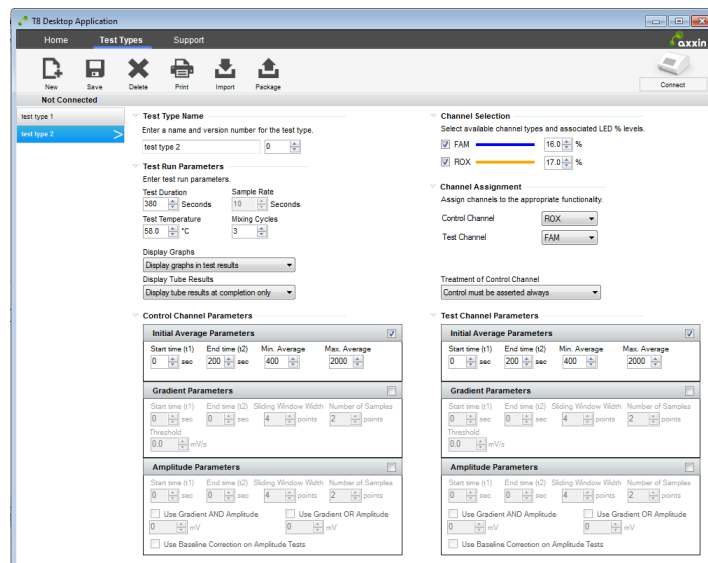 T8 Desktop Application
Home Test Types Support
axxin
New Save Delete Print Import Package
Connect
Not Connected
test type 1
test type 2 >
Test Type Name
Enter a name and version number for the test type.
test type 2 0
Test Run Parameters
Enter test run parameters.
Test Duration Sample Rate
380 Seconds 10 Seconds
Test Temperature Mixing Cycles
58.0 °C 3
Display Graphs
Display graphs in test results
Display Tube Results
Display tube results at completion only
Channel Selection
Select available channel types and associated LED % levels.
FAM 16.0 %
ROX 17.0 %
Channel Assignment
Assign channels to the appropriate functionality.
Control Channel ROX
Test Channel FAM
Treatment of Control Channel
Control must be asserted always
Control Channel Parameters
Initial Average Parameters
Start time (t1) End time (t2) Min. Average Max. Average
0 sec 200 sec 400 2000
Gradient Parameters
Start time (t1) End time (t2) Sliding Window Width Number of Samples
0 sec 0 sec 4 points 2 points
Threshold
0.0 mV/s
Amplitude Parameters
Start time (t1) End time (t2) Sliding Window Width Number of Samples
0 sec 0 sec 4 points 2 points
Use Gradient AND Amplitude Use Gradient OR Amplitude
0 mV 0 mV
Use Baseline Correction on Amplitude Tests
Test Channel Parameters
Initial Average Parameters
Start time (t1) End time (t2) Min. Average Max. Average
0 sec 200 sec 400 2000
Gradient Parameters
Start time (t1) End time (t2) Sliding Window Width Number of Samples
0 sec 0 sec 4 points 2 points
Threshold
0.0 mV/s
Amplitude Parameters
Start time (t1) End time (t2) Sliding Window Width Number of Samples
0 sec 0 sec 4 points 2 points
Use Gradient AND Amplitude Use Gradient OR Amplitude
0 mV 0 mV
Use Baseline Correction on Amplitude Tests